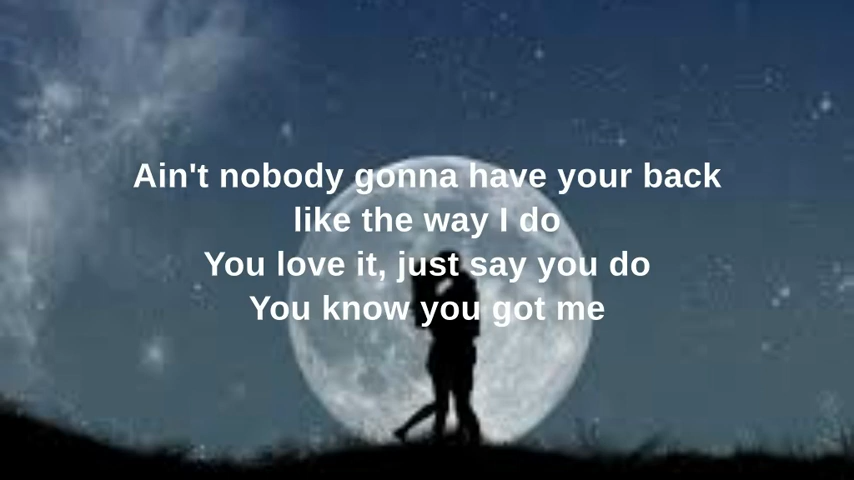 Ain't nobody gonna have your back
like the way I do
You love it, just say you do
You know you got me